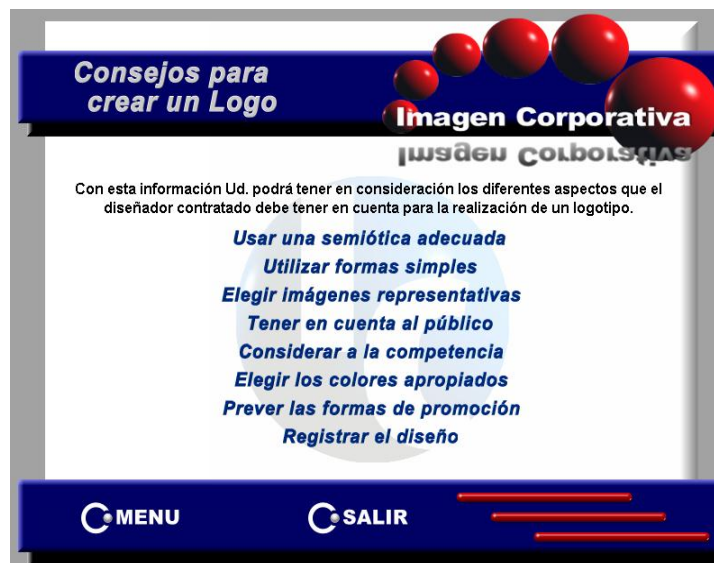 Consejos para
crear un Logo
Imagen Corporativa
Imagen Corporativa
Con esta información Ud. podrá tener en consideración los diferentes aspectos que el
diseñador contratado debe tener en cuenta para la realización de un logotipo.
Usar una semiótica adecuada
Utilizar formas simples
Elegir imágenes representativas
Tener en cuenta al público
Considerar a la competencia
Elegir los colores apropiados
Prever las formas de promoción
Registrar el diseño
MENU
SALIR